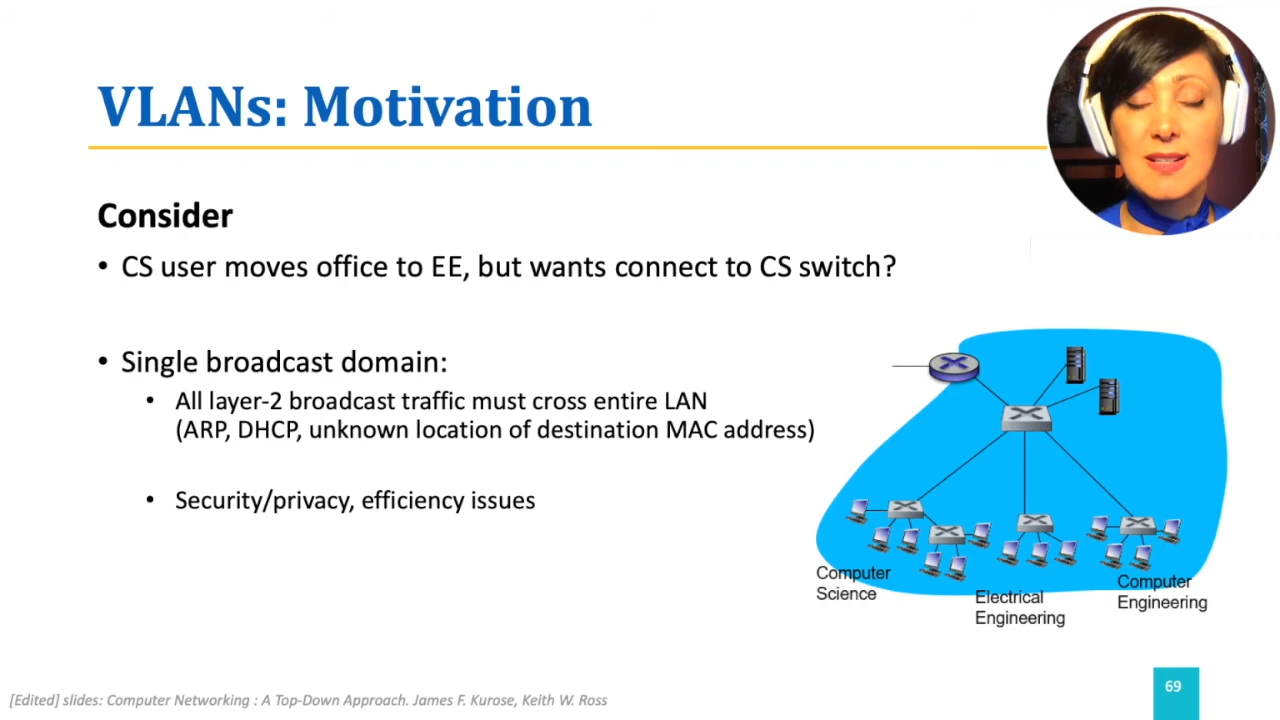 VLANs: Motivation
Consider
• CS user moves office to EE, but wants connect to CS switch?
• Single broadcast domain:
• All layer-2 broadcast traffic must cross entire LAN
(ARP, DHCP, unknown location of destination MAC address)
• Security/privacy, efficiency issues
Computer
Science
Electrical
Engineering
Computer
Engineering
[Edited] slides: Computer Networking : A Top-Down Approach. James F. Kurose, Keith W. Ross
69